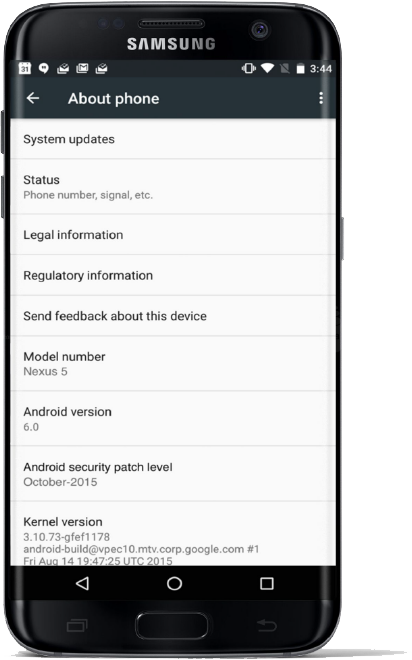 SAMSUNG
31 3:44
About phone
System updates
Status
Phone number, signal, etc.
Legal information
Regulatory information
Send feedback about this device
Model number
Nexus 5
Android version
6.0
Android security patch level
October-2015
Kernel version
3.10.73-gfef1178
android-build@vpec10.mtv.corp.google.com #1
Fri Aug 14 19:47:25 UTC 2015